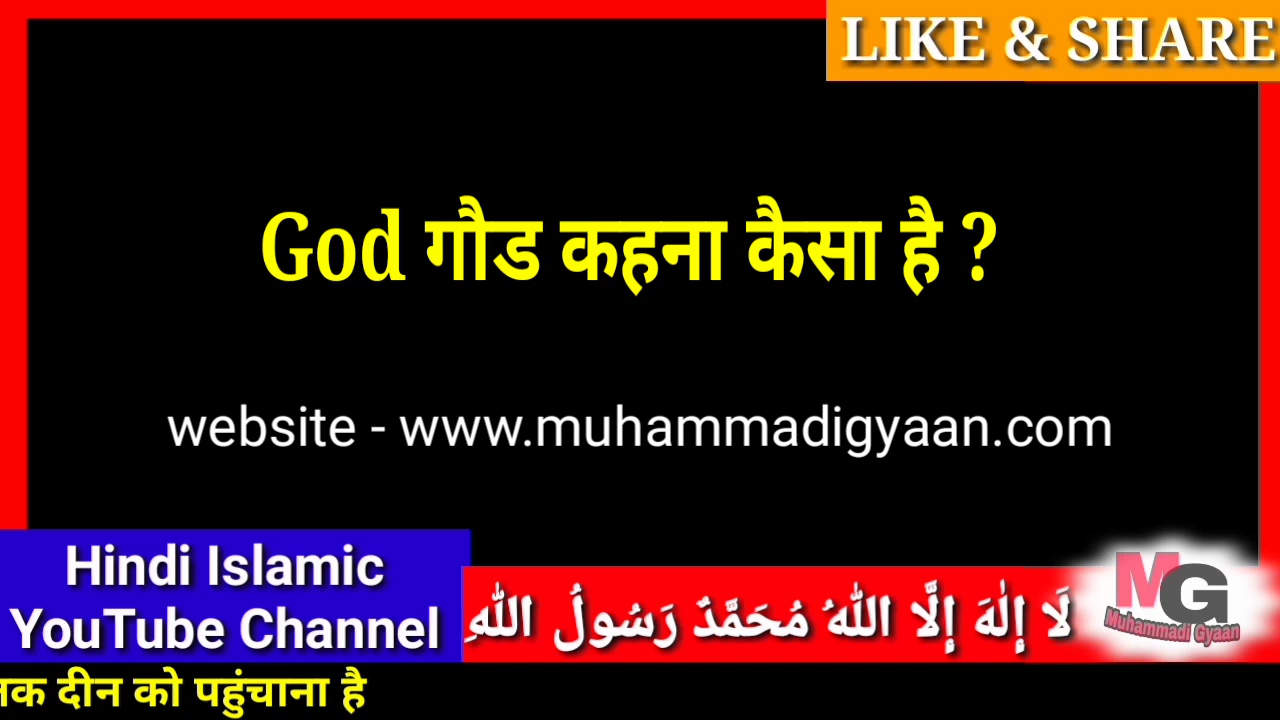 LIKE & SHARE
God गौड कहना कैसा है ?
website - www.muhammadigyaan.com
Hindi Islamic
YouTube Channel
لَا إِلٰهَ إِلَّا اللّٰهُ مُحَمَّدٌ رَسُولُ اللّٰهِ
MG
Muhammadi Gyaan
दीन को पहुंचाना है